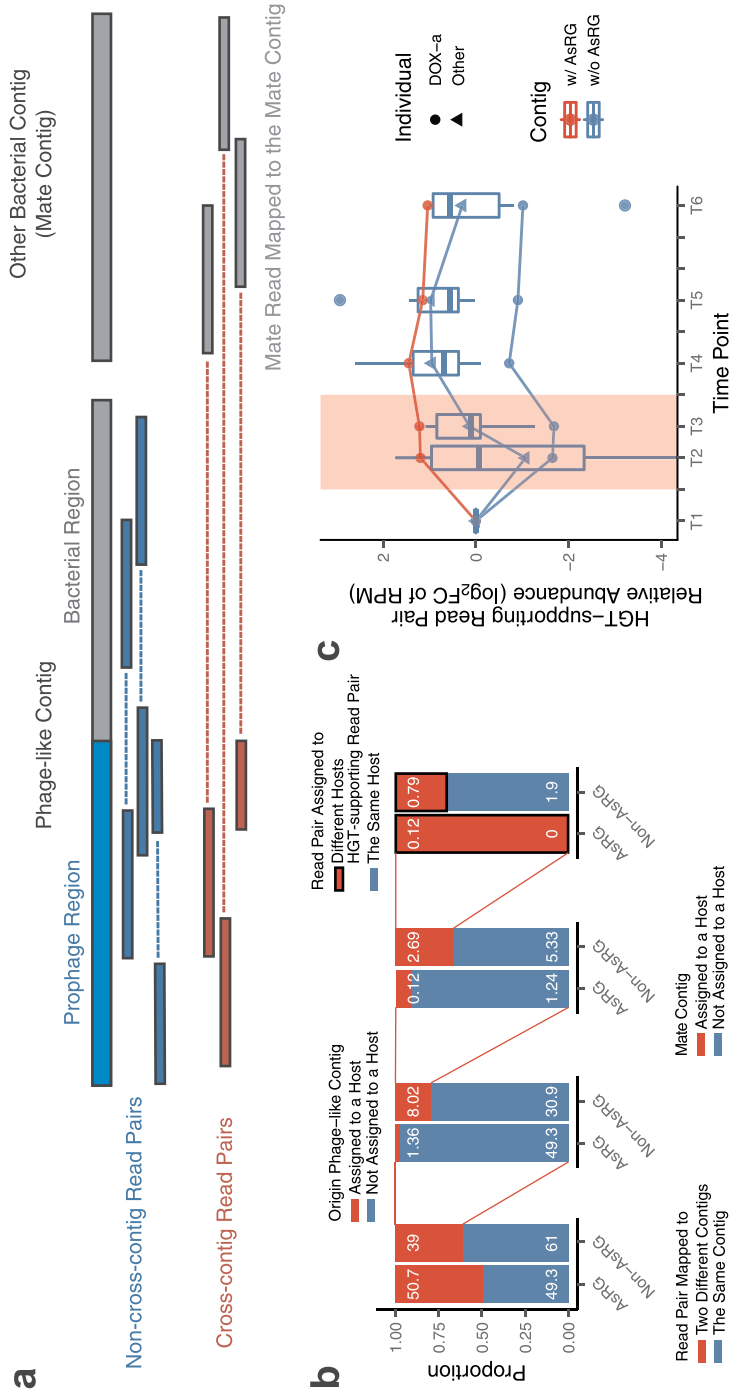 a
Other Bacterial Contig
(Mate Contig)
Phage-like Contig
Prophage Region
Bacterial Region
Non-cross-contig Read Pairs
Cross-contig Read Pairs
Mate Read Mapped to the Mate Contig
b
Proportion
1.00
0.75
0.50
0.25
0.00
50.7
39
49.3
61
AsRG
Non−AsRG
Read Pair Mapped to
Two Different Contigs
The Same Contig
Origin Phage−like Contig
Assigned to a Host
Not Assigned to a Host
1.36
8.02
49.3
30.9
AsRG
Non−AsRG
0.12
2.69
1.24
5.33
AsRG
Non−AsRG
Mate Contig
Assigned to a Host
Not Assigned to a Host
Read Pair Assigned to
Different Hosts
HGT-supporting Read Pair
The Same Host
0.12
0.79
0
1.9
AsRG
Non−AsRG
c
HGT−supporting Read Pair
Relative Abundance (log2FC of RPM)
2
0
−2
−4
T1
T2
T3
T4
T5
T6
Time Point
Individual
DOX−a
Other
Contig
w/ AsRG
w/o AsRG